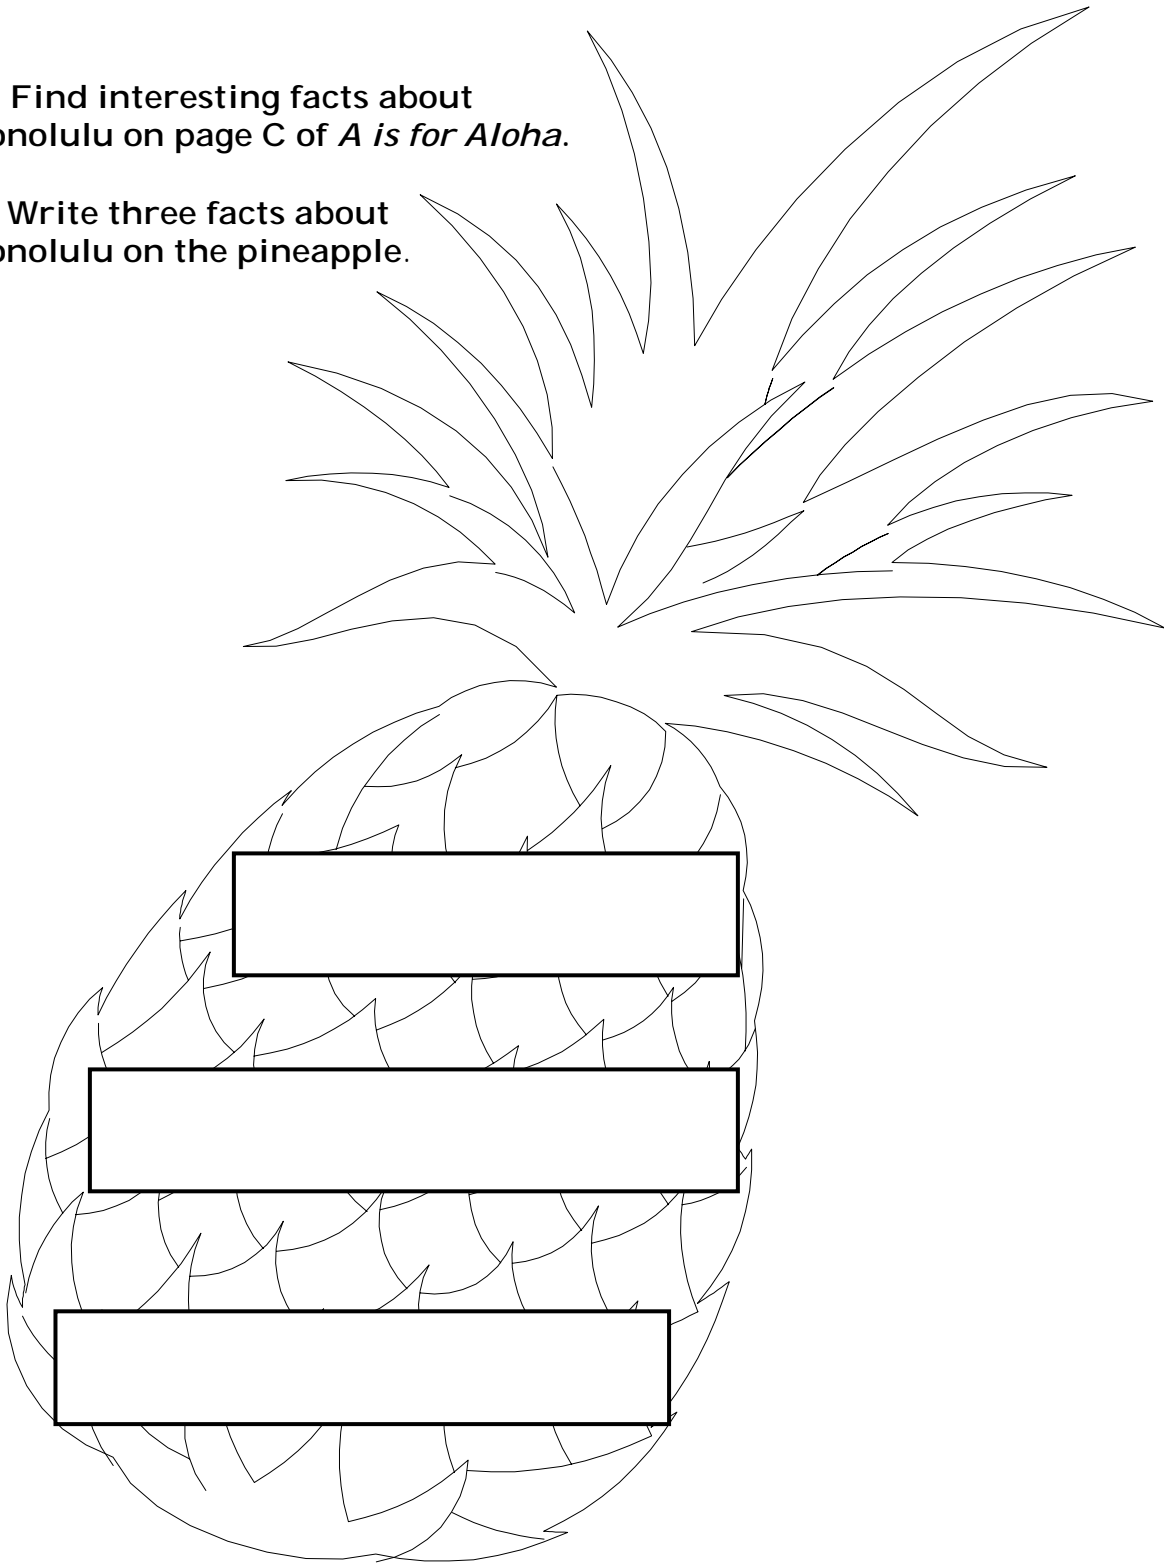 Find interesting facts about
onolulu on page C of A is for Aloha.
Write three facts about
onolulu on the pineapple.